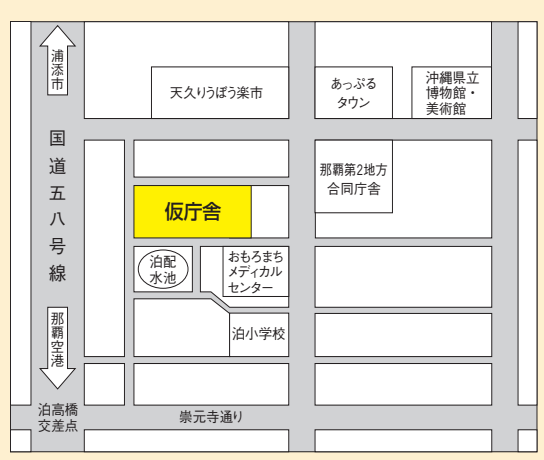 浦添市
国道五八号線
那覇空港
泊高橋
交差点
天久りうぼう楽市
あっぷる
タウン
沖縄県立
博物館・
美術館
那覇第2地方
合同庁舎
仮庁舎
泊配
水池
おもろまち
メディカル
センター
泊小学校
崇元寺通り